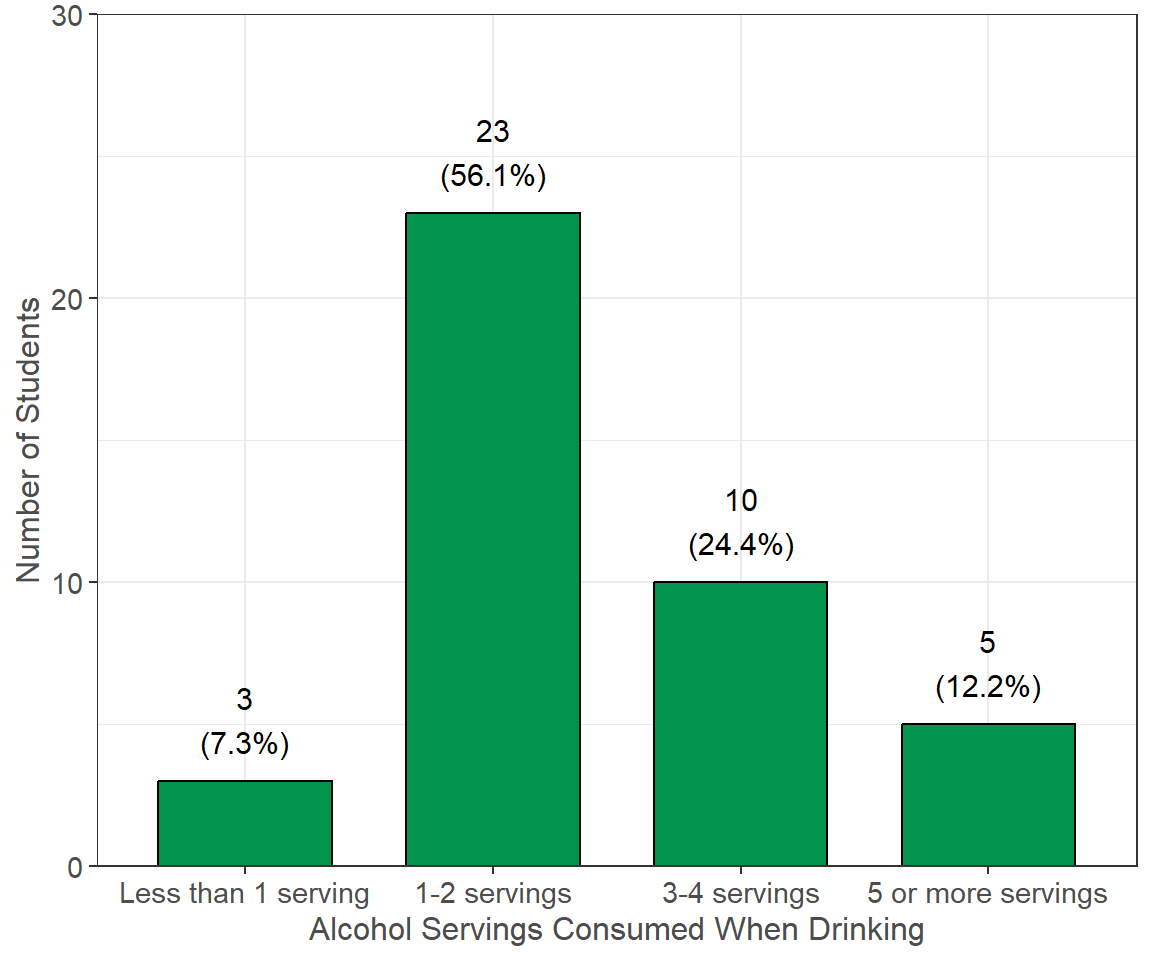 Number of Students
30
20
10
0
23
(56.1%)
10
(24.4%)
5
(12.2%)
3
(7.3%)
Less than 1 serving
1-2 servings
3-4 servings
5 or more servings
Alcohol Servings Consumed When Drinking